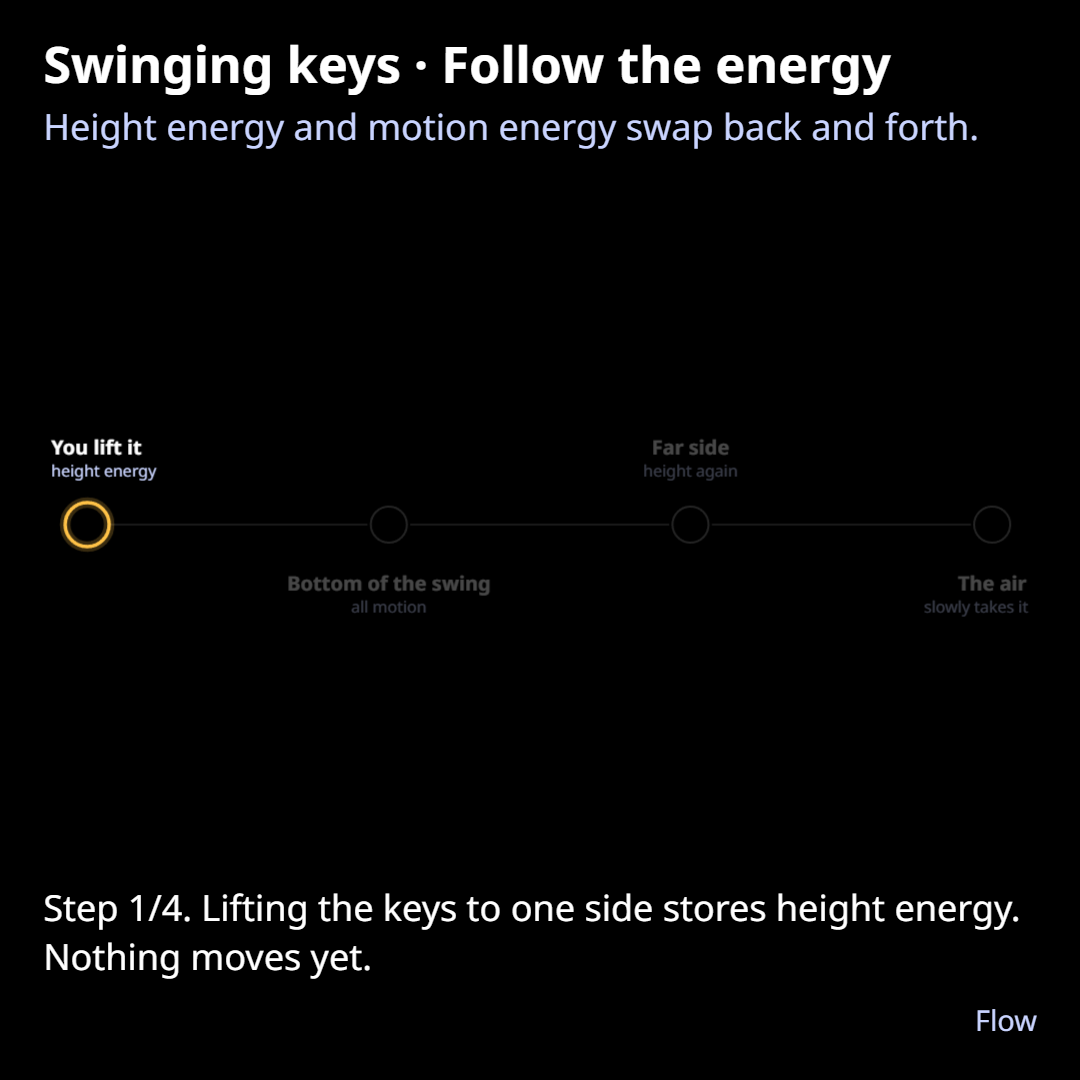 Swinging keys · Follow the energy
Height energy and motion energy swap back and forth.
You lift it
height energy
Far side
height again
Bottom of the swing
all motion
The air
slowly takes it
Step 1/4. Lifting the keys to one side stores height energy.
Nothing moves yet.
Flow